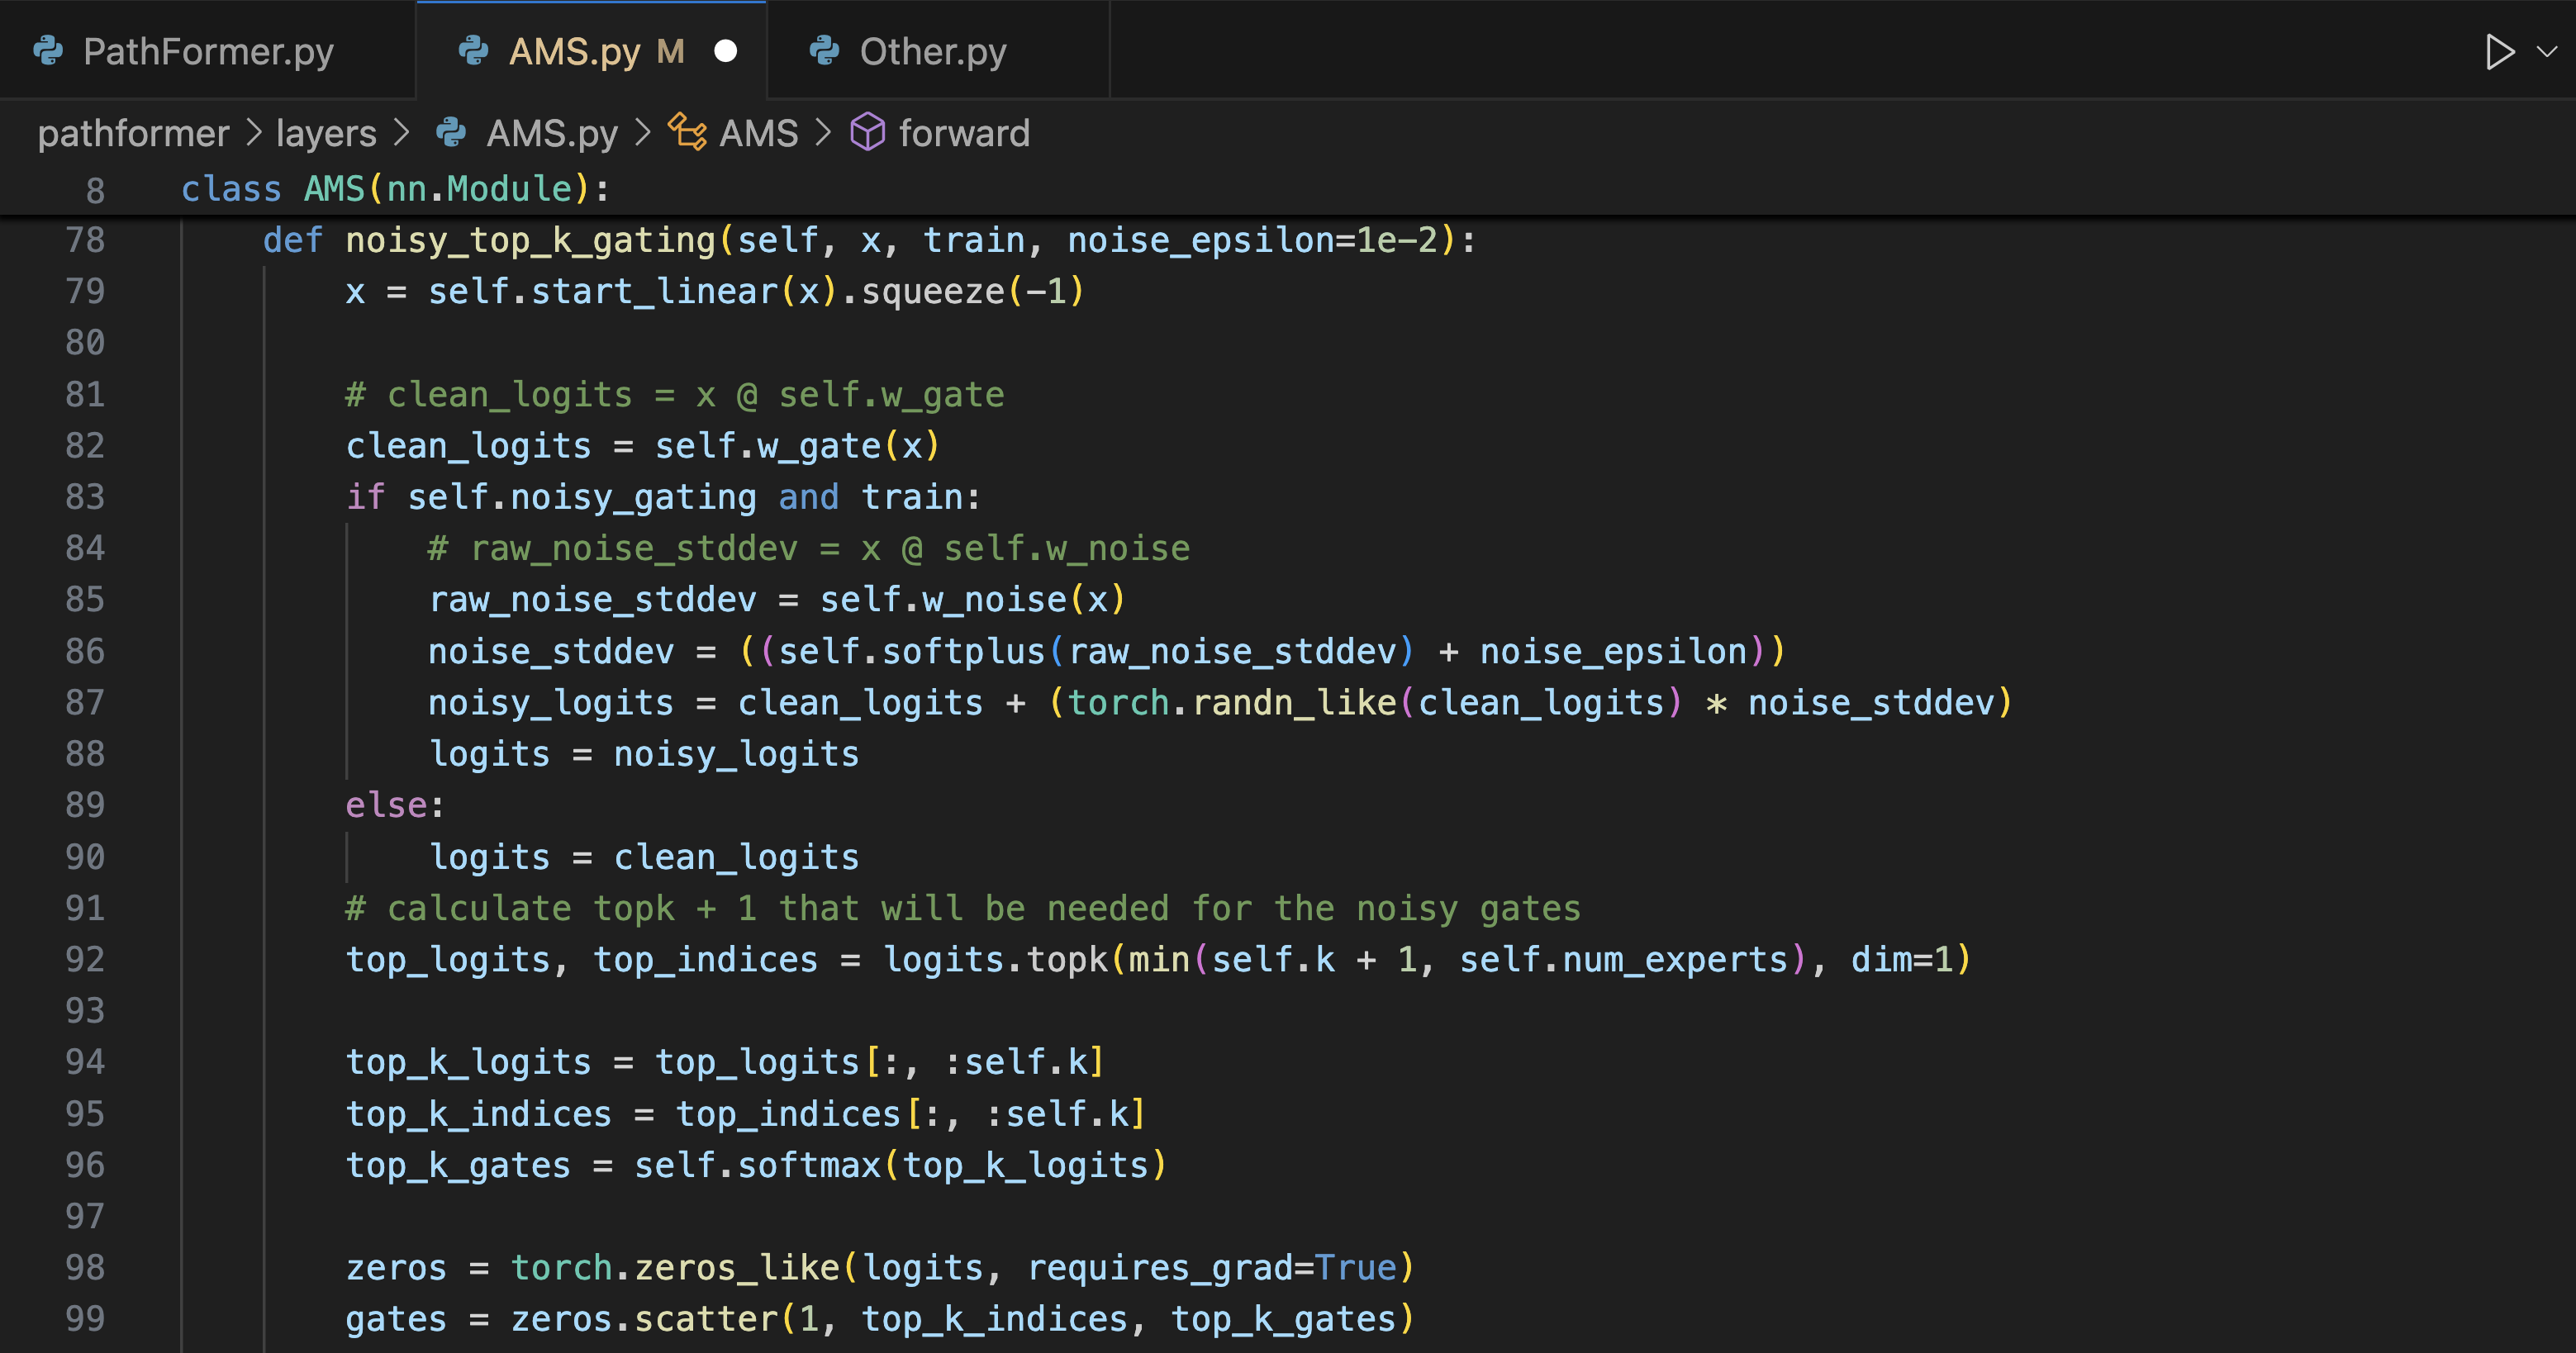 PathFormer.py AMS.py M Other.py
pathformer > layers > AMS.py > AMS > forward
8 class AMS(nn.Module):
78 def noisy_top_k_gating(self, x, train, noise_epsilon=1e-2):
79 x = self.start_linear(x).squeeze(-1)
80
81 # clean_logits = x @ self.w_gate
82 clean_logits = self.w_gate(x)
83 if self.noisy_gating and train:
84 # raw_noise_stddev = x @ self.w_noise
85 raw_noise_stddev = self.w_noise(x)
86 noise_stddev = ((self.softplus(raw_noise_stddev) + noise_epsilon))
87 noisy_logits = clean_logits + (torch.randn_like(clean_logits) * noise_stddev)
88 logits = noisy_logits
89 else:
90 logits = clean_logits
91 # calculate topk + 1 that will be needed for the noisy gates
92 top_logits, top_indices = logits.topk(min(self.k + 1, self.num_experts), dim=1)
93
94 top_k_logits = top_logits[:, :self.k]
95 top_k_indices = top_indices[:, :self.k]
96 top_k_gates = self.softmax(top_k_logits)
97
98 zeros = torch.zeros_like(logits, requires_grad=True)
99 gates = zeros.scatter(1, top_k_indices, top_k_gates)